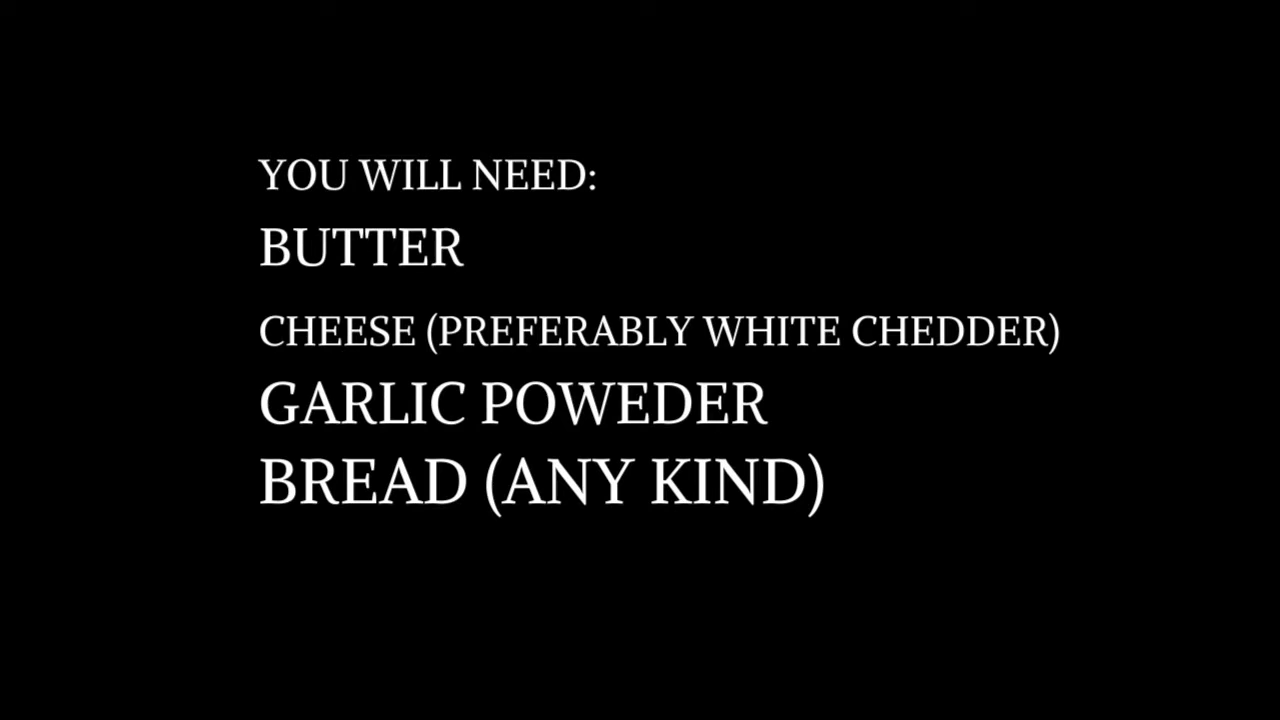 YOU WILL NEED:
BUTTER
CHEESE (PREFERABLY WHITE CHEDDER)
GARLIC POWEDER
BREAD (ANY KIND)